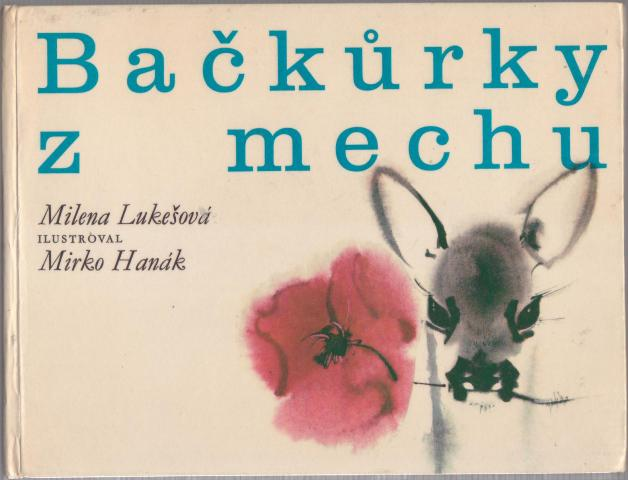 Bačkůrky
z mechu
Milena Lukešová
ILUSTROVAL
Mirko Hanák